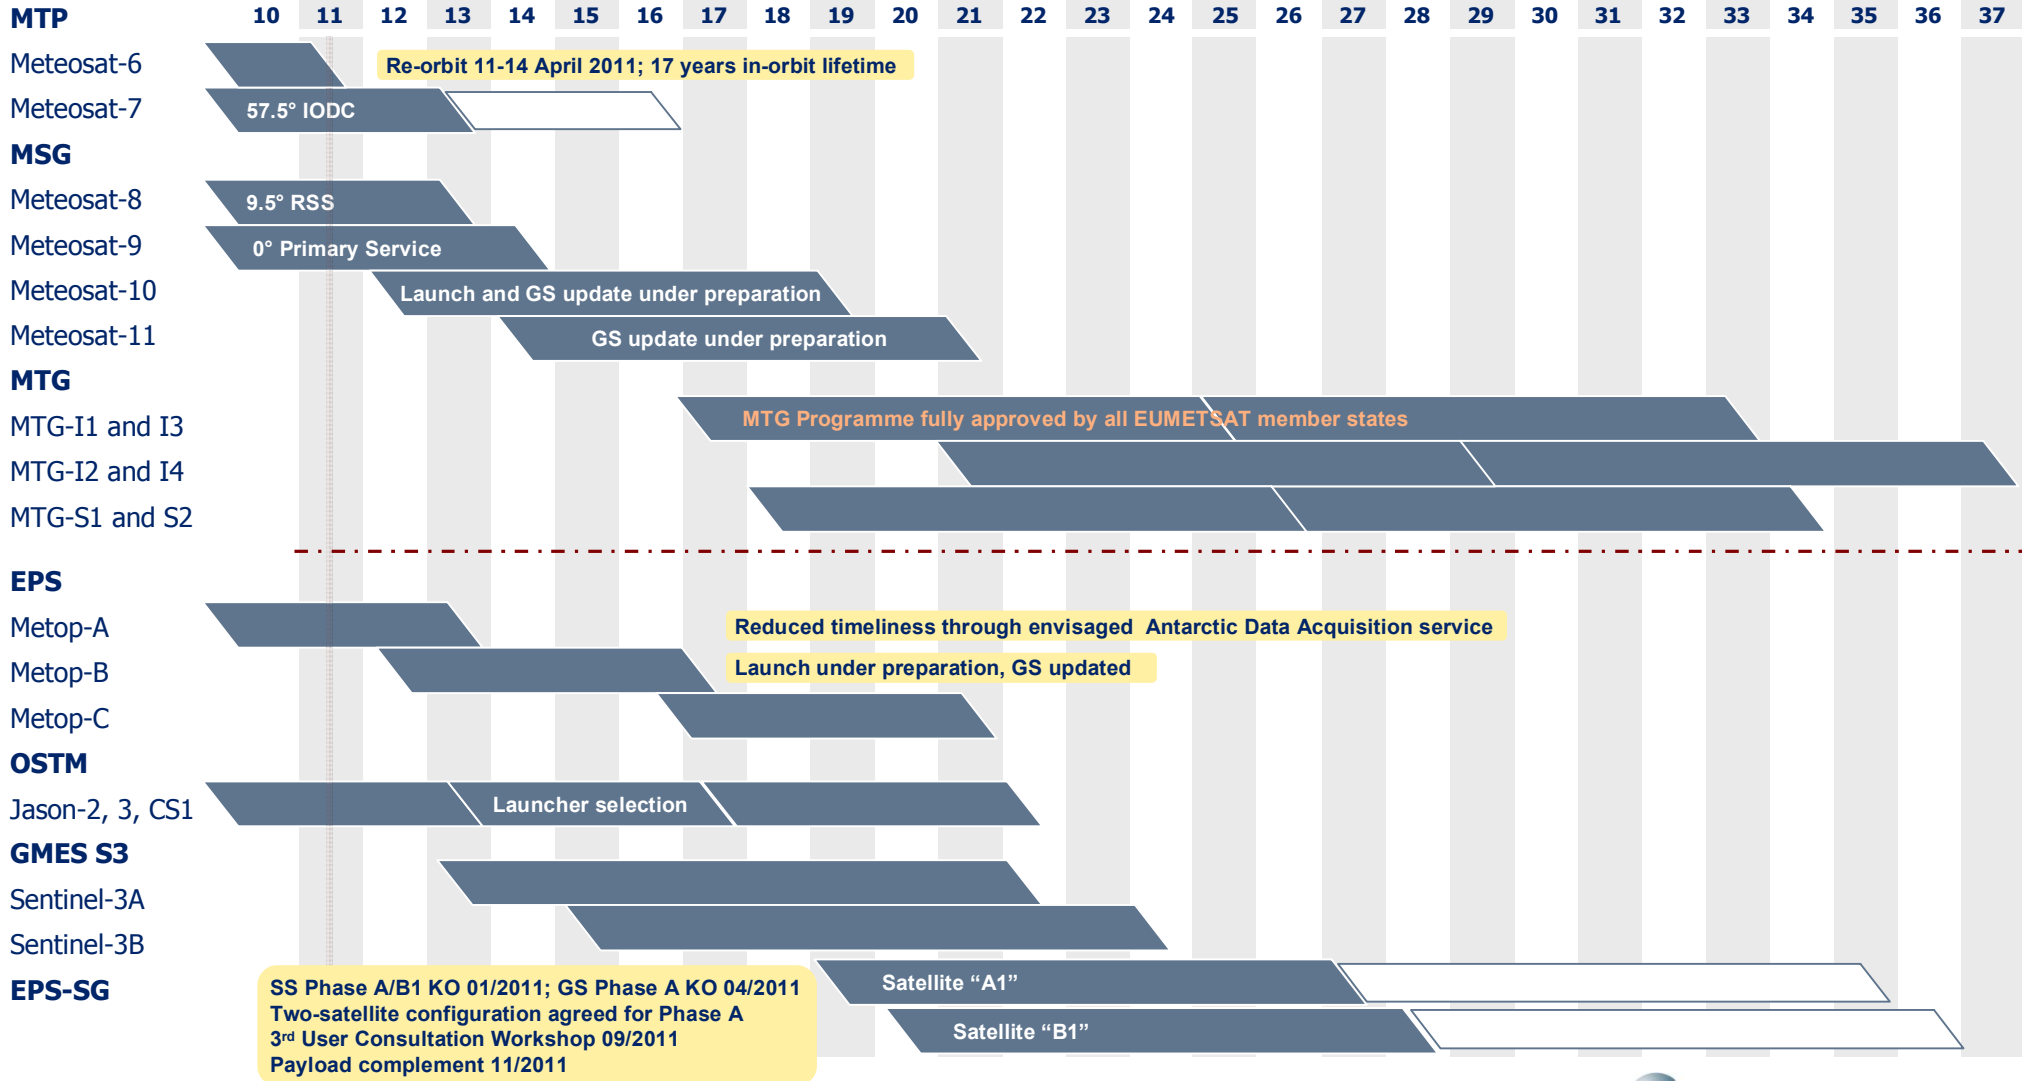 MTP 10 11 12 13 14 15 16 17 18 19 20 21 22 23 24 25 26 27 28 29 30 31 32 33 34 35 36 37
Meteosat-6 Re-orbit 11-14 April 2011; 17 years in-orbit lifetime
Meteosat-7 57.5° IODC
MSG
Meteosat-8 9.5° RSS
Meteosat-9 0° Primary Service
Meteosat-10 Launch and GS update under preparation
Meteosat-11 GS update under preparation
MTG
MTG-I1 and I3 MTG Programme fully approved by all EUMETSAT member states
MTG-I2 and I4
MTG-S1 and S2
EPS
Metop-A Reduced timeliness through envisaged Antarctic Data Acquisition service
Metop-B Launch under preparation, GS updated
Metop-C
OSTM
Jason-2, 3, CS1 Launcher selection
GMES S3
Sentinel-3A
Sentinel-3B
EPS-SG Satellite “A1”
Satellite “B1”
SS Phase A/B1 KO 01/2011; GS Phase A KO 04/2011
Two-satellite configuration agreed for Phase A
3rd User Consultation Workshop 09/2011
Payload complement 11/2011